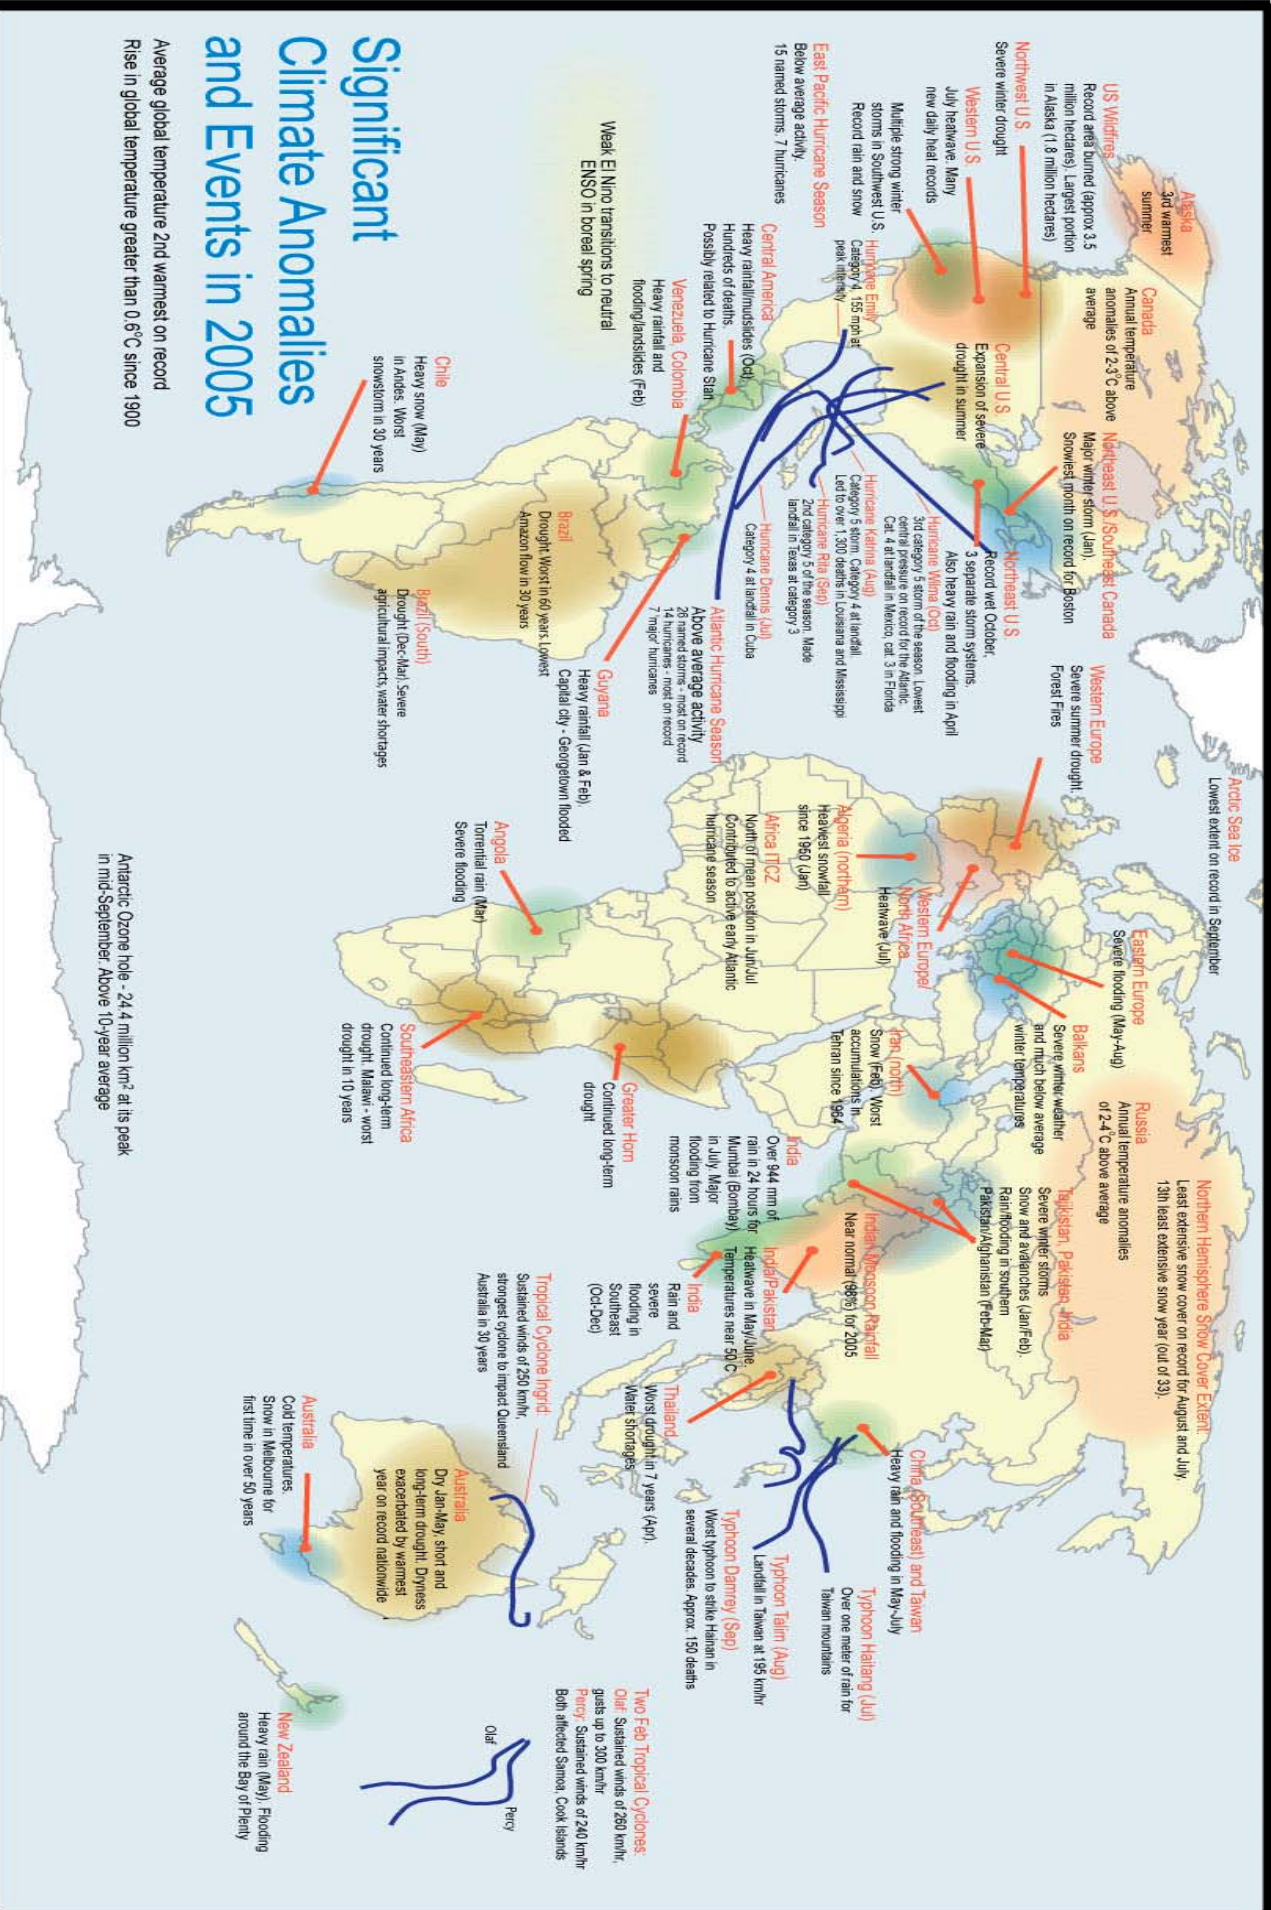 Significant
Climate Anomalies
and Events in 2005
Average global temperature 2nd warmest on record
Rise in global temperature greater than 0.6°C since 1900
Alaska
3rd warmest
summer
US Wildfires
Record area burned (approx 3.5
million hectares). Largest portion
in Alaska (1.8 million hectares)
Northwest U.S.
Severe winter drought
Western U.S.
July heatwave. Many
new daily heat records
Multiple strong winter
storms in Southwest U.S.
Record rain and snow
East Pacific Hurricane Season
Below average activity.
15 named storms. 7 hurricanes
Canada
Annual temperature
anomalies of 2-3°C above
average
Central U.S.
Expansion of severe
drought in summer
Northeast U.S./Southeast Canada
Major winter storm (Jan).
Snowiest month on record for Boston
Northeast U.S.
Record wet October,
3 separate storm systems,
Also heavy rain and flooding in April
Hurricane Emily
Category 4, 155 mph at
peak intensity
Hurricane Wilma (Oct)
3rd category 5 storm of the season. Lowest
central pressure on record for the Atlantic.
Cat. 4 at landfall in Mexico, cat. 3 in Florida
Hurricane Katrina (Aug)
Category 5 storm. Category 4 at landfall
Led to over 1,300 deaths in Louisiana and Mississippi
Hurricane Rita (Sep)
2nd category 5 of the season. Made
landfall in Texas at category 3
Hurricane Dennis (Jul)
Category 4 at landfall in Cuba
Atlantic Hurricane Season
Above average activity
26 named storms - most on record
14 hurricanes - most on record
7 "major" hurricanes
Central America
Heavy rainfall/mudslides (Oct)
Hundreds of deaths.
Possibly related to Hurricane Stan
Venezuela, Colombia
Heavy rainfall and
flooding/landslides (Feb)
Weak El Nino transitions to neutral
ENSO in boreal spring
Guyana
Heavy rainfall (Jan & Feb).
Capital city - Georgetown flooded
Brazil
Drought. Worst in 60 years. Lowest
Amazon flow in 30 years
Brazil (South)
Drought (Dec-Mar). Severe
agricultural impacts, water shortages
Chile
Heavy snow (May)
in Andes. Worst
snowstorm in 30 years
Arctic Sea Ice
Lowest extent on record in September
Western Europe
Severe summer drought.
Forest Fires
Eastern Europe
Severe flooding (May-Aug)
Balkans
Severe winter weather
and much below average
winter temperatures
Western Europe/
North Africa
Heatwave (Jul)
Algeria (northern)
Heaviest snowfall
since 1950 (Jan)
Africa ITCZ
North of mean position in Jun/Jul
Contributed to active early Atlantic
hurricane season
Angola
Torrential rain (Mar)
Severe flooding
Southeastern Africa
Continued long-term
drought. Malawi - worst
drought in 10 years
Greater Horn
Continued long-term
drought
Iran (north)
Snow (Feb). Worst
accumulations in
Tehran since 1964
Russia
Annual temperature anomalies
of 2-4°C above average
Northern Hemisphere Snow Cover Extent:
Least extensive snow cover on record for August and July.
13th least extensive snow year (out of 33).
Tajikistan, Pakistan, India
Severe winter storms
Snow and avalanches (Jan/Feb).
Rain/flooding in southern
Pakistan/Afghanistan (Feb-Mar)
Indian Monsoon Rainfall
Near normal (98%) for 2005
India
Over 944 mm of
rain in 24 hours for
Mumbai (Bombay)
in July. Major
flooding from
monsoon rains
India/Pakistan
Heatwave in May/June.
Temperatures near 50°C
India
Rain and
severe
flooding in
Southeast
(Oct-Dec)
Thailand
Worst drought in 7 years (Apr).
Water shortages
China (Southeast) and Taiwan
Heavy rain and flooding in May-July
Typhoon Haitang (Jul)
Over one meter of rain for
Taiwan mountains
Typhoon Talim (Aug)
Landfall in Taiwan at 195 km/hr
Typhoon Damrey (Sep)
Worst typhoon to strike Hainan in
several decades. Approx. 150 deaths
Tropical Cyclone Ingrid:
Sustained winds of 250 km/hr,
strongest cyclone to impact Queensland
Australia in 30 years
Australia
Dry Jan-May, short and
long-term drought. Dryness
exacerbated by warmest
year on record nationwide
Australia
Cold temperatures.
Snow in Melbourne for
first time in over 50 years
Two Feb Tropical Cyclones:
Olaf: Sustained winds of 260 km/hr,
gusts up to 300 km/hr
Percy: Sustained winds of 240 km/hr
Both affected Samoa, Cook Islands
Olaf
Percy
New Zealand
Heavy rain (May). Flooding
around the Bay of Plenty
Antarctic Ozone hole - 24.4 million km² at its peak
in mid-September. Above 10-year average